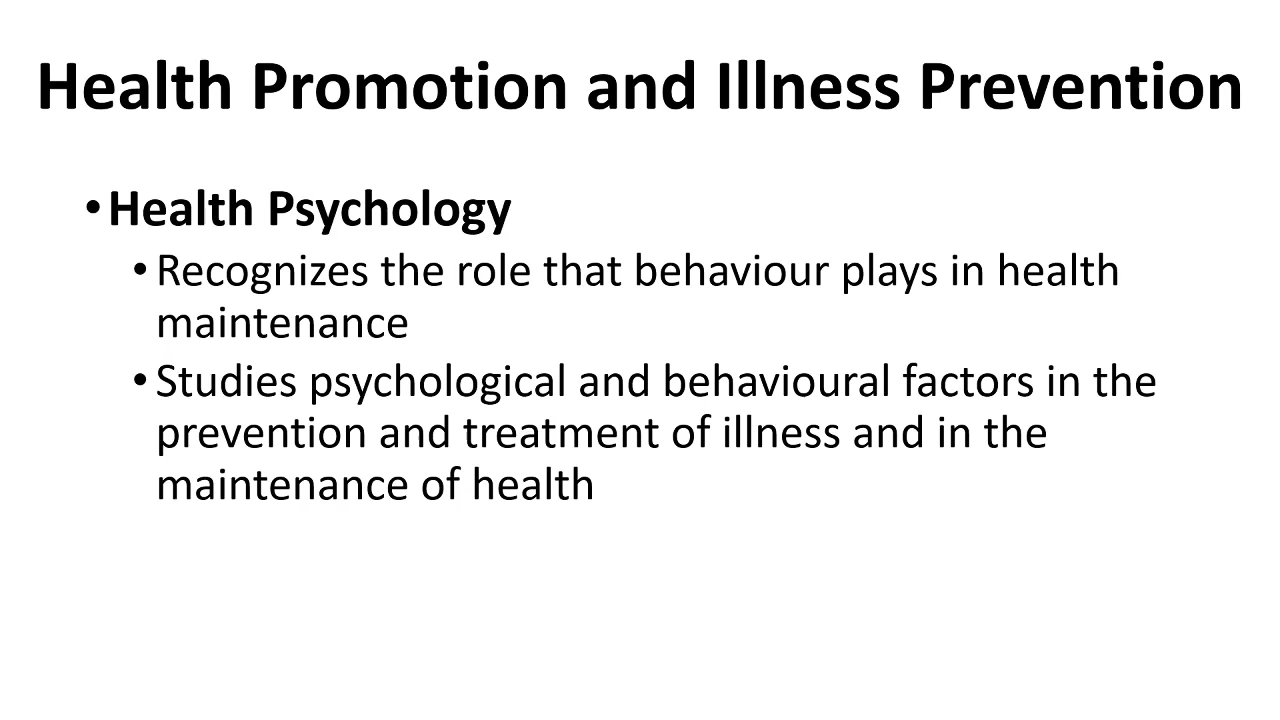 Health Promotion and Illness Prevention
•Health Psychology
•Recognizes the role that behaviour plays in health
maintenance
•Studies psychological and behavioural factors in the
prevention and treatment of illness and in the
maintenance of health